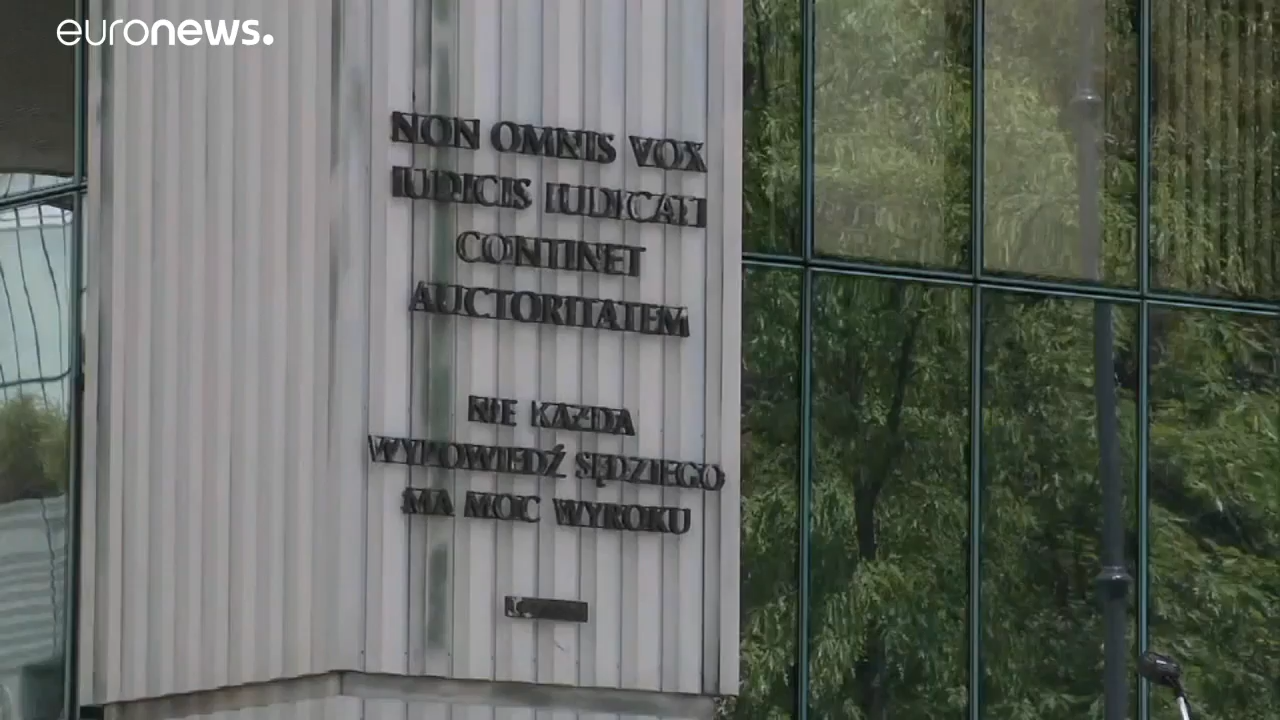 euronews.
NON OMNIS VOX
IUDICIS IUDICATI
CONTINET
AUCTORITATEM
NIE KAŻDA
WYPOWIEDŹ SĘDZIEGO
MA MOC WYROKU